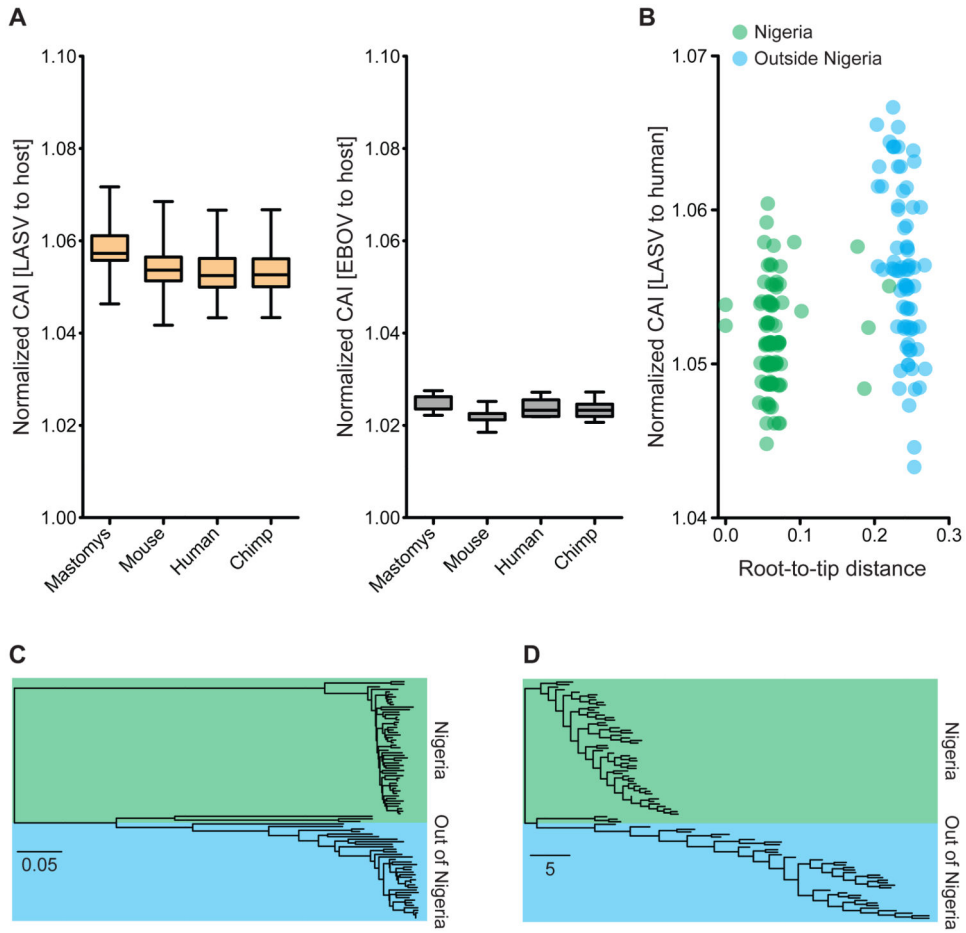 A
Normalized CAI [LASV to host]
1.10
1.08
1.06
1.04
1.02
1.00
Mastomys
Mouse
Human
Chimp
Normalized CAI [EBOV to host]
1.10
1.08
1.06
1.04
1.02
1.00
Mastomys
Mouse
Human
Chimp
B
Nigeria
Outside Nigeria
Normalized CAI [LASV to human]
1.07
1.06
1.05
1.04
0.0
0.1
0.2
0.3
Root-to-tip distance
C
Nigeria
Out of Nigeria
0.05
D
Nigeria
Out of Nigeria
5